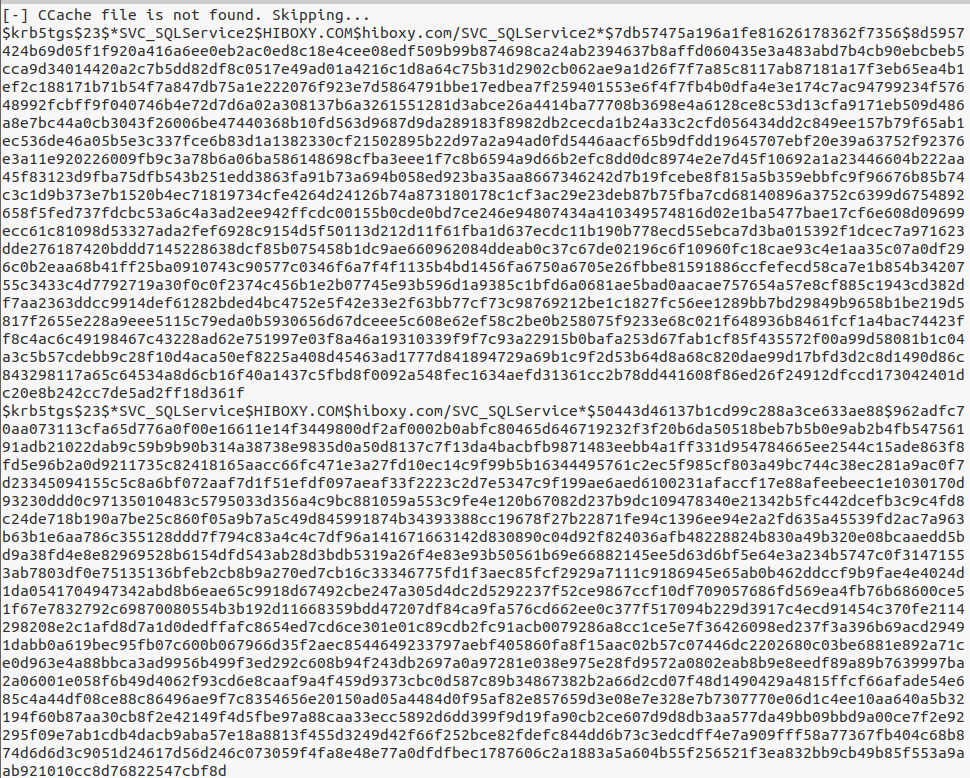 [-] CCache file is not found. Skipping...
$krb5tgs$23$*SVC_SQLService2$HIBOXY.COM$hiboxy.com/SVC_SQLService2*$7db57475a196a1fe81626178362f7356$8d5957
424b69d05f1f920a416a6ee0eb2ac0ed8c18e4cee08edf509b99b874698ca24ab2394637b8affd060435e3a483abd7b4cb90ebcbeb5
cca9d34014420a2c7b5dd82df8c0517e49ad01a4216c1d8a64c75b31d2902cb062ae9a1d26f7f7a85c8117ab87181a17f3eb65ea4b1
ef2c188171b71b54f7a847db75a1e222076f923e7d5864791bbe17edbea7f259401553e6f4f7fb4b0dfa4e3e174c7ac94799234f576
48992fcbff9f040746b4e72d7d6a02a308137b6a3261551281d3abce26a4414ba77708b3698e4a6128ce8c53d13cfa9171eb509d486
a8e7bc44a0cb3043f26006be47440368b10fd563d9687d9da289183f8982db2cecda1b24a33c2cfd056434dd2c849ee157b79f65ab1
ec536de46a05b5e3c337fce6b83d1a1382330cf21502895b22d97a2a94ad0fd5446aacf65b9dfdd19645707ebf20e39a63752f92376
e3a11e920226009fb9c3a78b6a06ba586148698cfba3eee1f7c8b6594a9d66b2efc8dd0dc8974e2e7d45f10692a1a23446604b222aa
45f83123d9fba75dfb543b251edd3863fa91b73a694b058ed923ba35aa8667346242d7b19fcebe8f815a5b359ebbfc9f96676b85b74
c3c1d9b373e7b1520b4ec71819734cfe4264d24126b74a873180178c1cf3ac29e23deb87b75fba7cd68140896a3752c6399d6754892
658f5fed737fdcbc53a6c4a3ad2ee942ffcdc00155b0cde0bd7ce246e94807434a410349574816d02e1ba5477bae17cf6e608d09699
ecc61c81098d53327ada2fef6928c9154d5f50113d212d11f61fba1d637ecdc11b190b778ecd55ebca7d3ba015392f1dcec7a971623
dde276187420bddd7145228638dcf85b075458b1dc9ae660962084ddeab0c37c67de02196c6f10960fc18cae93c4e1aa35c07a0df29
6c0b2eaa68b41ff25ba0910743c90577c0346f6a7f4f1135b4bd1456fa6750a6705e26fbbe81591886ccfefecd58ca7e1b854b34207
55c3433c4d7792719a30f0c0f2374c456b1e2b07745e93b596d1a9385c1bfd6a0681ae5bad0aacae757654a57e8cf885c1943cd382d
f7aa2363ddcc9914def61282bded4bc4752e5f42e33e2f63bb77cf73c98769212be1c1827fc56ee1289bb7bd29849b9658b1be219d5
817f2655e228a9eee5115c79eda0b5930656d67dceee5c608e62ef58c2be0b258075f9233e68c021f648936b8461fcf1a4bac74423f
f8c4ac6c49198467c43228ad62e751997e03f8a46a19310339f9f7c93a22915b0bafa253d67fab1cf85f435572f00a99d58081b1c04
a3c5b57cdebb9c28f10d4aca50ef8225a408d45463ad1777d841894729a69b1c9f2d53b64d8a68c820dae99d17bfd3d2c8d1490d86c
843298117a65c64534a8d6cb16f40a1437c5fbd8f0092a548fec1634aefd31361cc2b78dd441608f86ed26f24912dfccd173042401d
c20e8b242cc7de5ad2ff18d361f
$krb5tgs$23$*SVC_SQLService$HIBOXY.COM$hiboxy.com/SVC_SQLService*$50443d46137b1cd99c288a3ce633ae88$962adfc7
0aa073113cfa65d776a0f00e16611e14f3449800df2af0002b0abfc80465d646719232f3f20b6da50518beb7b5b0e9ab2b4fb547561
91adb21022dab9c59b9b90b314a38738e9835d0a50d8137c7f13da4bacbfb9871483eebb4a1ff331d954784665ee2544c15ade863f8
fd5e96b2a0d9211735c82418165aacc66fc471e3a27fd10ec14c9f99b5b16344495761c2ec5f985cf803a49bc744c38ec281a9ac0f7
d23345094155c5c8a6bf072aaf7d1f51efdf097aeaf33f2223c2d7e5347c9f199ae6aed6100231afaccf17e88afeebeec1e1030170d
93230ddd0c97135010483c5795033d356a4c9bc881059a553c9fe4e120b67082d237b9dc109478340e21342b5fc442dcefb3c9c4fd8
c24de718b190a7be25c860f05a9b7a5c49d845991874b34393388cc19678f27b22871fe94c1396ee94e2a2fd635a45539fd2ac7a963
b63b1e6aa786c355128ddd7f794c83a4c4c7df96a141671663142d830890c04d92f824036afb48228824b830a49b320e08bcaaedd5b
d9a38fd4e8e82969528b6154dfd543ab28d3bdb5319a26f4e83e93b50561b69e66882145ee5d63d6bf5e64e3a234b5747c0f3147155
3ab7803df0e75135136bfeb2cb8b9a270ed7cb16c33346775fd1f3aec85fcf2929a7111c9186945e65ab0b462ddccf9b9fae4e4024d
1da0541704947342abd8b6eae65c9918d67492cbe247a305d4dc2d5292237f52ce9867ccf10df709057686fd569ea4fb76b68600ce5
1f67e7832792c69870080554b3b192d11668359bdd47207df84ca9fa576cd662ee0c377f517094b229d3917c4ecd91454c370fe2114
298208e2c1afd8d7a1d0dedffafc8654ed7cd6ce301e01c89cdb2fc91acb0079286a8cc1ce5e7f36426098ed237f3a396b69acd2949
1dabb0a619bec95fb07c600b067966d35f2aec8544649233797aebf405860fa8f15aac02b57c07446dc2202680c03be6881e892a71c
e0d963e4a88bbca3ad9956b499f3ed292c608b94f243db2697a0a97281e038e975e28fd9572a0802eab8b9e8eedf89a89b7639997ba
2a06001e058f6b49d4062f93cd6e8caaf9a4f459d9373cbc0d587c89b34867382b2a66d2cd07f48d1490429a4815ffcf66afade54e6
85c4a44df08ce88c86496ae9f7c8354656e20150ad05a4484d0f95af82e857659d3e08e7e328e7b7307770e06d1c4ee10aa640a5b32
194f60b87aa30cb8f2e42149f4d5fbe97a88caa33ecc5892d6dd399f9d19fa90cb2ce607d9d8db3aa577da49bb09bbd9a00ce7f2e92
295f09e7ab1cdb4dacb9aba57e18a8813f455d3249d42f66f252bce82fdefc844dd6b73c3edcdff4e7a909fff58a77367fb404c68b8
74d6d6d3c9051d24617d56d246c073059f4fa8e48e77a0dfdfbec1787606c2a1883a5a604b55f256521f3ea832bb9cb49b85f553a9a
ab921010cc8d76822547cbf8d